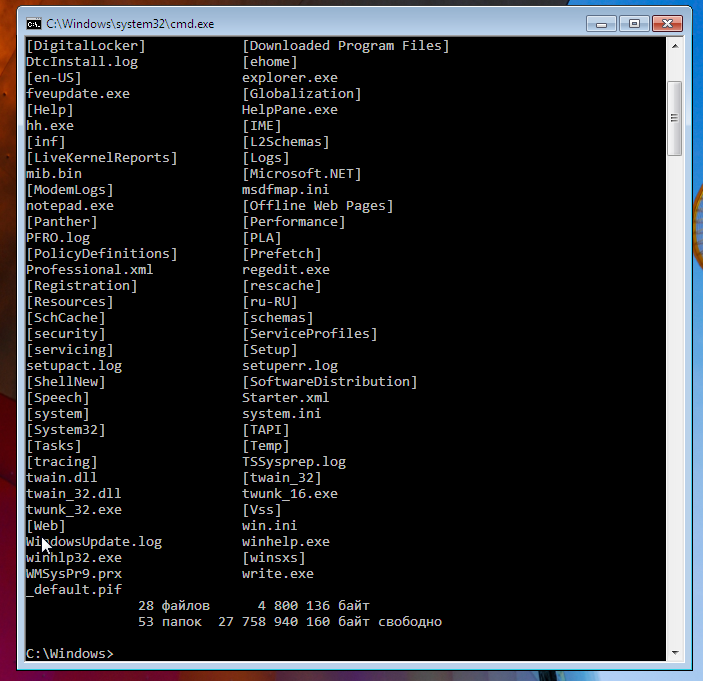 C:\Windows\system32\cmd.exe
[DigitalLocker] [Downloaded Program Files]
DtcInstall.log [ehome]
[en-US] explorer.exe
fveupdate.exe [Globalization]
[Help] HelpPane.exe
hh.exe [IME]
[inf] [L2Schemas]
[LiveKernelReports] [Logs]
mib.bin [Microsoft.NET]
[ModemLogs] msdfmap.ini
notepad.exe [Offline Web Pages]
[Panther] [Performance]
PFRO.log [PLA]
[PolicyDefinitions] [Prefetch]
Professional.xml regedit.exe
[Registration] [rescache]
[Resources] [ru-RU]
[SchCache] [schemas]
[security] [ServiceProfiles]
[servicing] [Setup]
setupact.log setuperr.log
[ShellNew] [SoftwareDistribution]
[Speech] Starter.xml
[system] system.ini
[System32] [TAPI]
[Tasks] [Temp]
[tracing] TSSysprep.log
twain.dll [twain_32]
twain_32.dll twunk_16.exe
twunk_32.exe [Vss]
[Web] win.ini
WindowsUpdate.log winhelp.exe
winhlp32.exe [winsxs]
WMSysPr9.prx write.exe
_default.pif
28 файлов 4 800 136 байт
53 папок 27 758 940 160 байт свободно
C:\Windows>